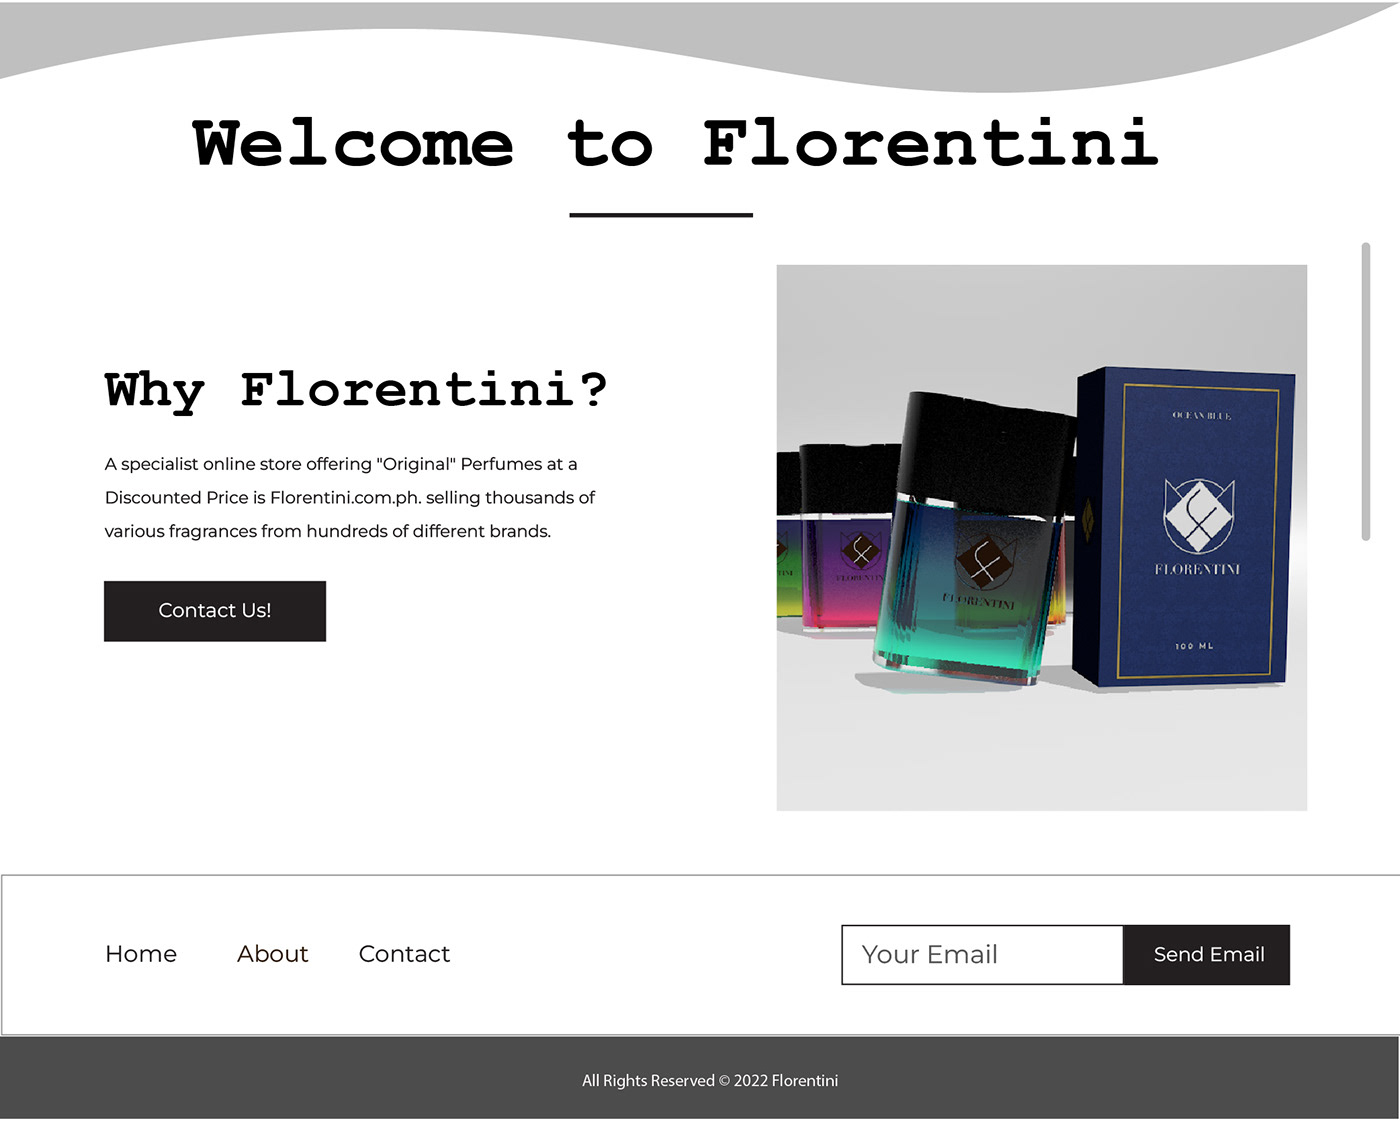 Welcome to Florentini
Why Florentini?
A specialist online store offering "Original" Perfumes at a
Discounted Price is Florentini.com.ph. selling thousands of
various fragrances from hundreds of different brands.
Contact Us!
OCEAN BLUE
FLORENTINI
100 ML
FLORENTINI
FLORENTINI
Home About Contact
Your Email
Send Email
All Rights Reserved © 2022 Florentini